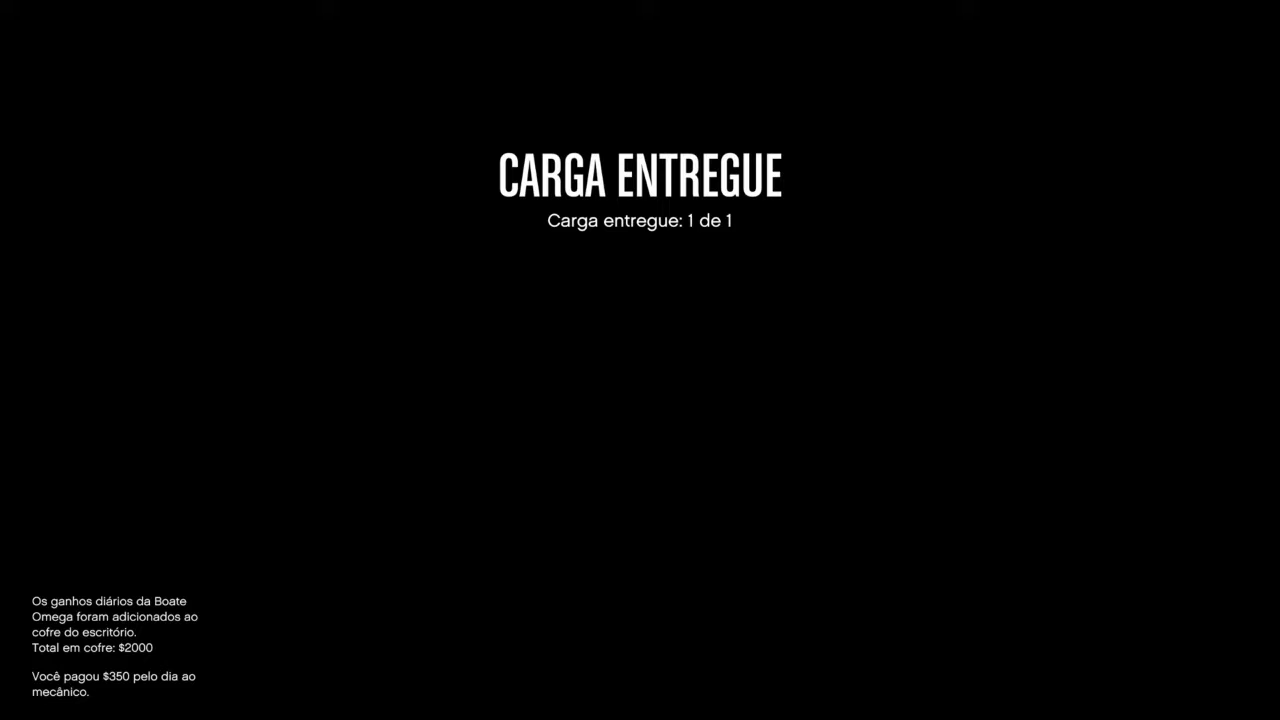 CARGA ENTREGUE
Carga entregue: 1 de 1
Os ganhos diários da Boate
Omega foram adicionados ao
cofre do escritório.
Total em cofre: $2000
Você pagou $350 pelo dia ao
mecânico.